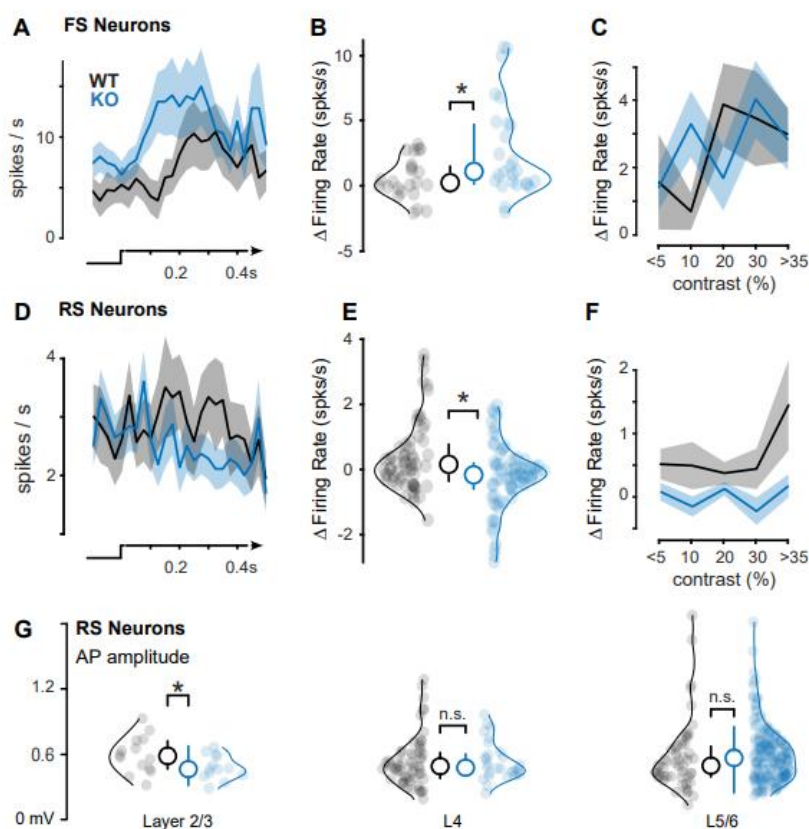 A FS Neurons
WT
KO
spikes / s
10
5
0
0.2 0.4s
B
Δ Firing Rate (spks/s)
10
5
0
-5
*
C
Δ Firing Rate (spks/s)
4
2
0
<5 10 20 30 >35
contrast (%)
D RS Neurons
spikes / s
4
2
0.2 0.4s
E
Δ Firing Rate (spks/s)
4
2
0
-2
*
F
Δ Firing Rate (spks/s)
2
1
0
<5 10 20 30 >35
contrast (%)
G RS Neurons
AP amplitude
1.2
0.6
0 mV
*
n.s.
n.s.
Layer 2/3 L4 L5/6